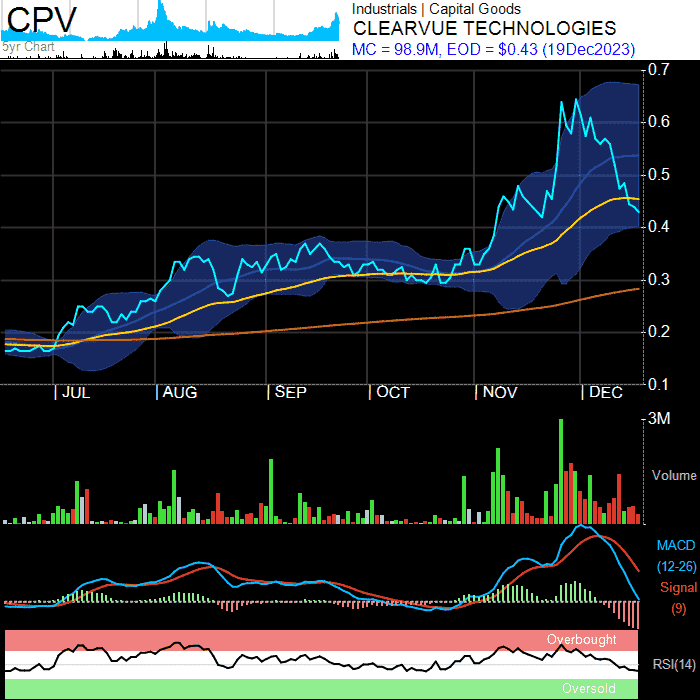 CPV
5yr Chart
Industrials | Capital Goods
CLEARVUE TECHNOLOGIES
MC = 98.9M, EOD = $0.43 (19Dec2023)
0.7
0.6
0.5
0.4
0.3
0.2
0.1
| JUL | AUG | SEP | OCT | NOV | DEC
3M
Volume
MACD
(12-26)
Signal
(9)
Overbought
RSI(14)
Oversold